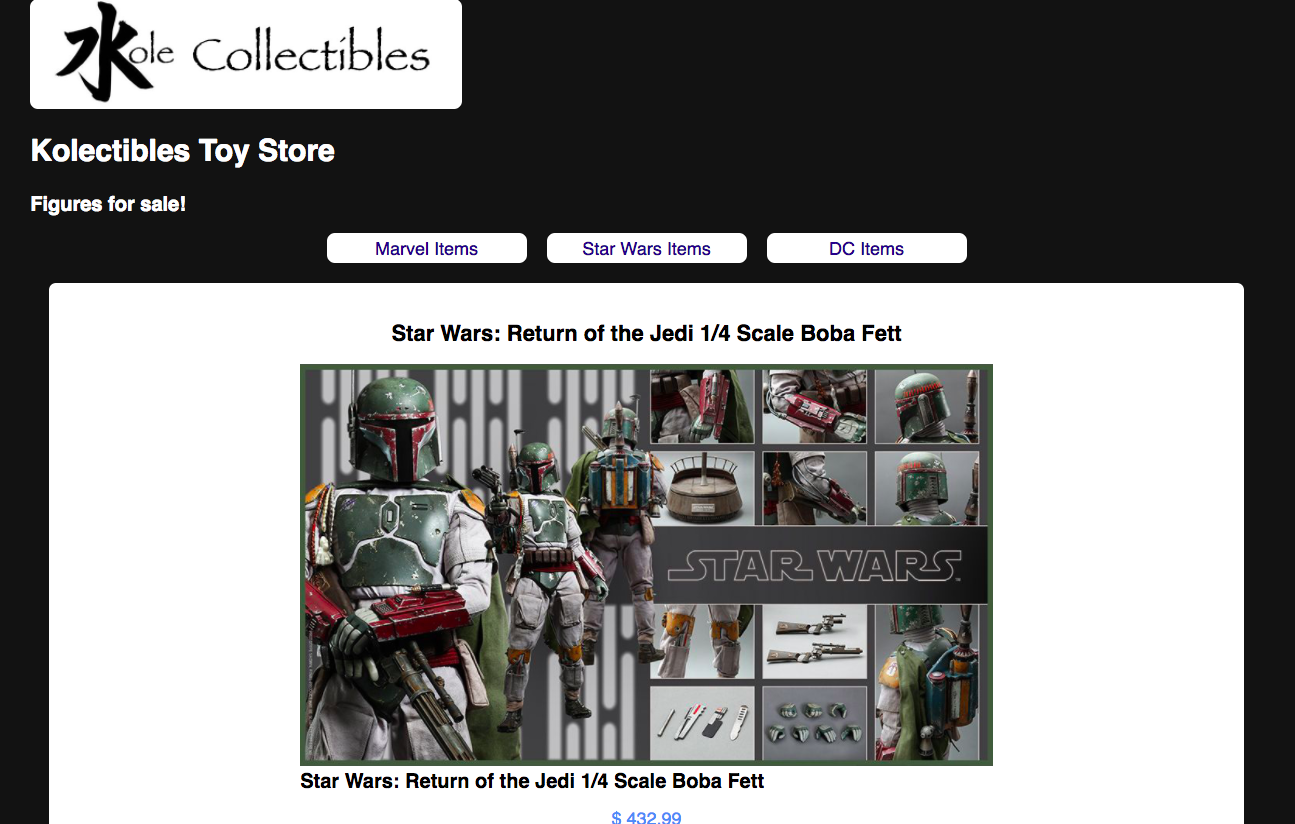 水Kole Collectibles
Kolectibles Toy Store
Figures for sale!
Marvel Items
Star Wars Items
DC Items
Star Wars: Return of the Jedi 1/4 Scale Boba Fett
STAR WARS
Star Wars: Return of the Jedi 1/4 Scale Boba Fett
$ 432.99